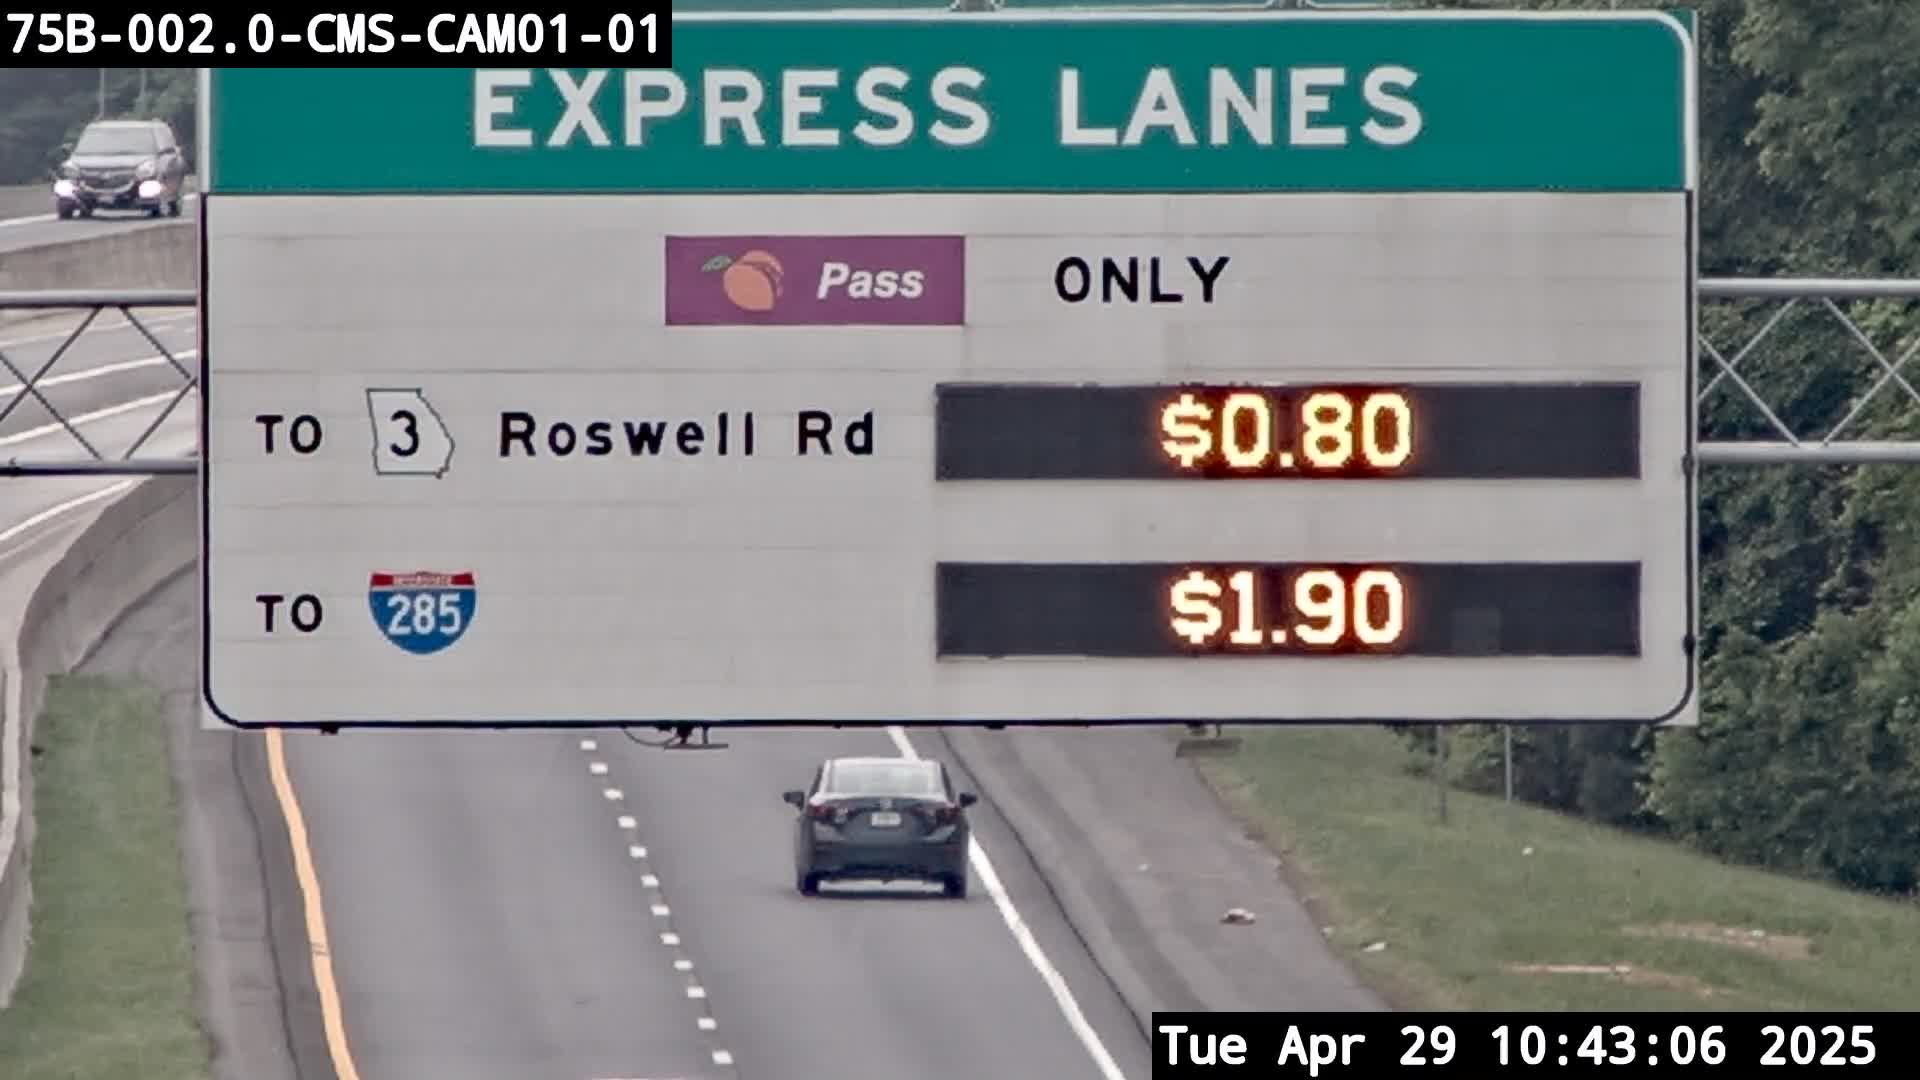 75B-002.0-CMS-CAM01-01
EXPRESS LANES
Pass ONLY
TO 3 Roswell Rd $0.80
INTERSTATE
TO 285 $1.90
Tue Apr 29 10:43:06 2025